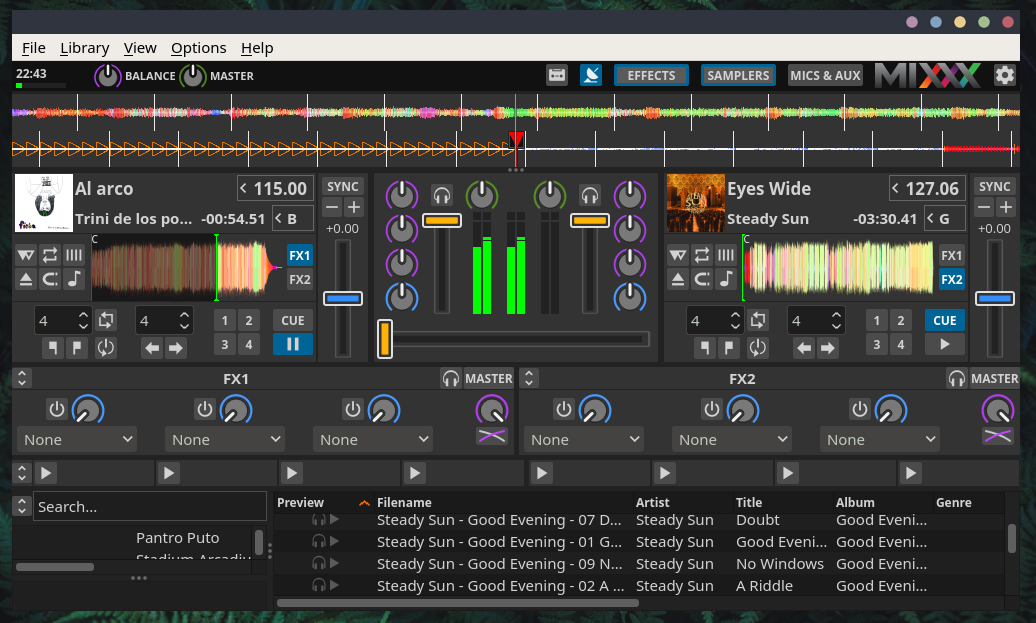 File Library View Options Help
22:43 BALANCE MASTER EFFECTS SAMPLERS MICS & AUX MIXXX
Al arco 115.00 SYNC
Trini de los po... -00:54.51 B
+0.00
C
FX1
FX2
4 4 1 2 CUE
3 4
Eyes Wide 127.06 SYNC
Steady Sun -03:30.41 G
+0.00
C
FX1
FX2
4 4 1 2 CUE
3 4
FX1 MASTER FX2 MASTER
None None None None None None
Search...
Pantro Puto
Preview Filename Artist Title Album Genre
Steady Sun - Good Evening - 07 D... Steady Sun Doubt Good Eveni...
Steady Sun - Good Evening - 01 G... Steady Sun Good Eveni... Good Eveni...
Steady Sun - Good Evening - 09 N... Steady Sun No Windows Good Eveni...
Steady Sun - Good Evening - 02 A ... Steady Sun A Riddle Good Eveni...